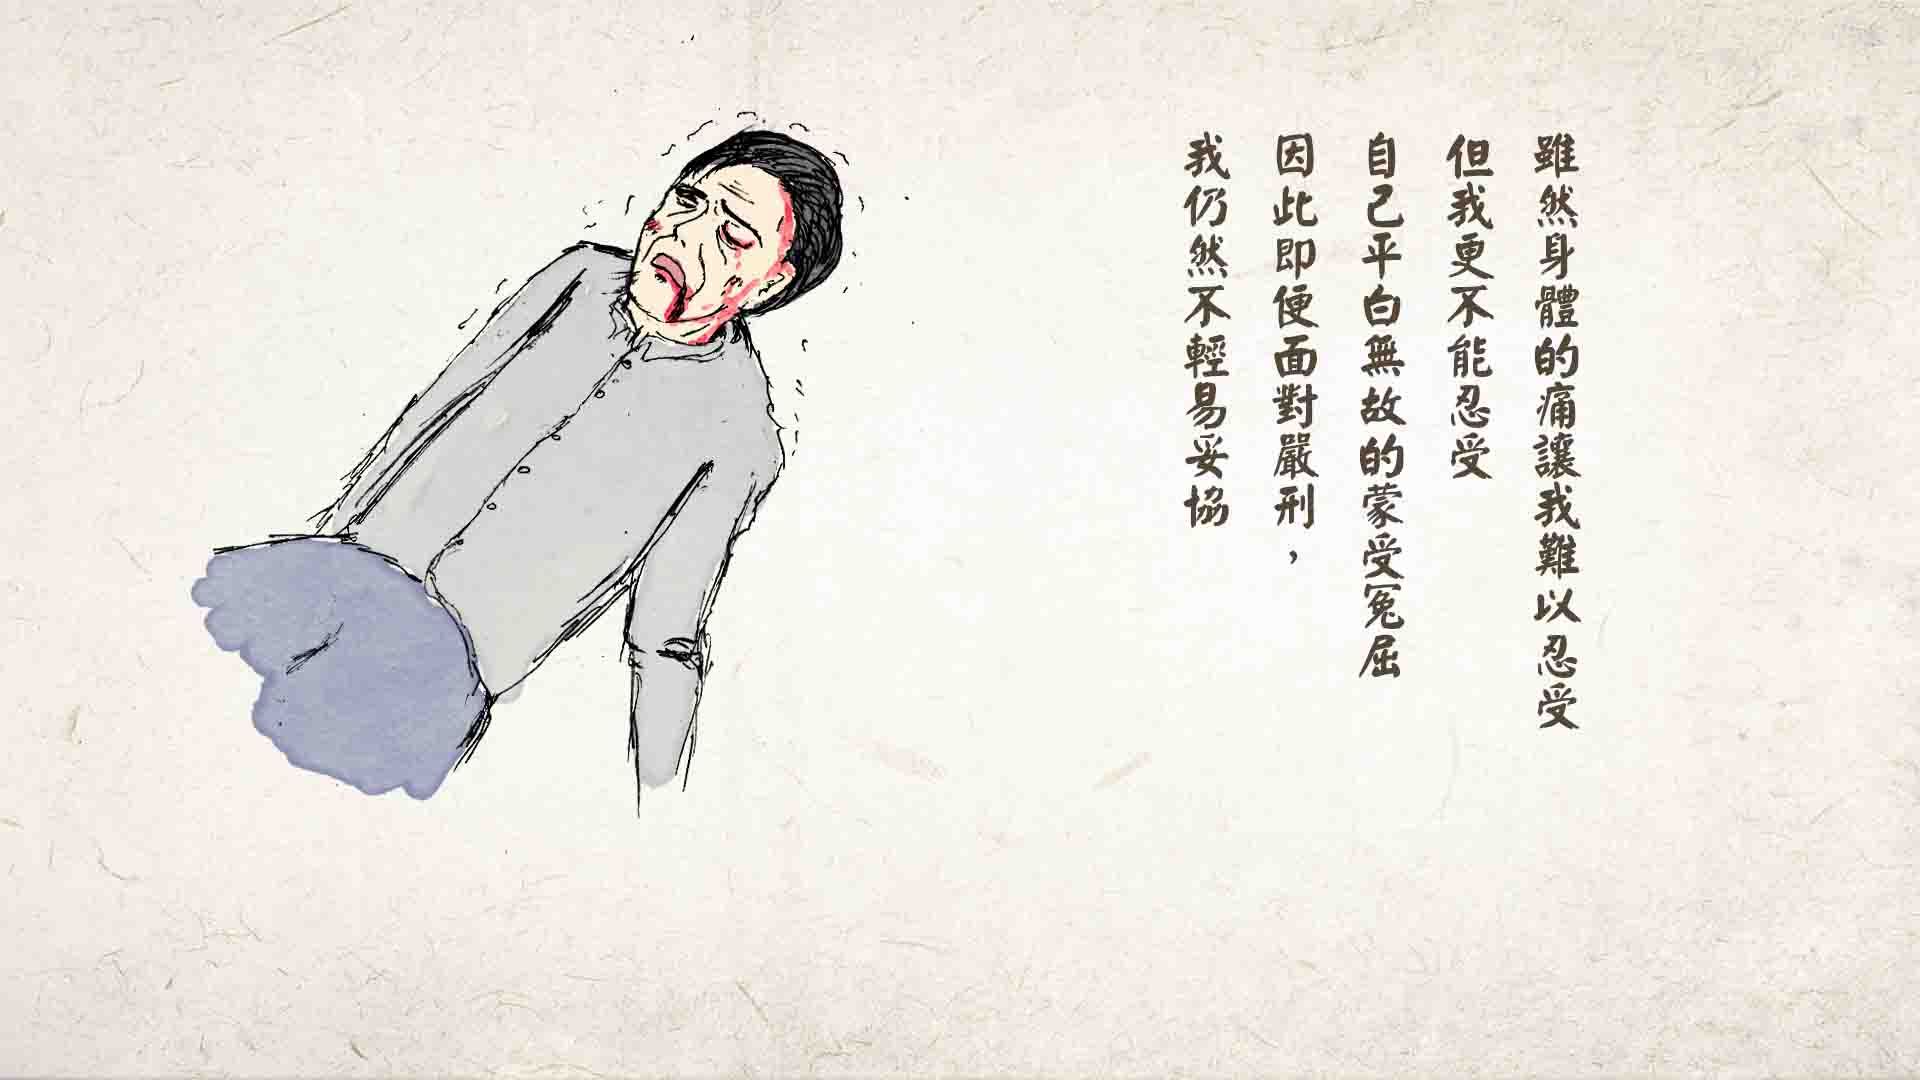 雖然身體的痛讓我難以忍受
但我更不能忍受
自己平白無故的蒙受冤屈
因此即便面對嚴刑，
我仍然不輕易妥協